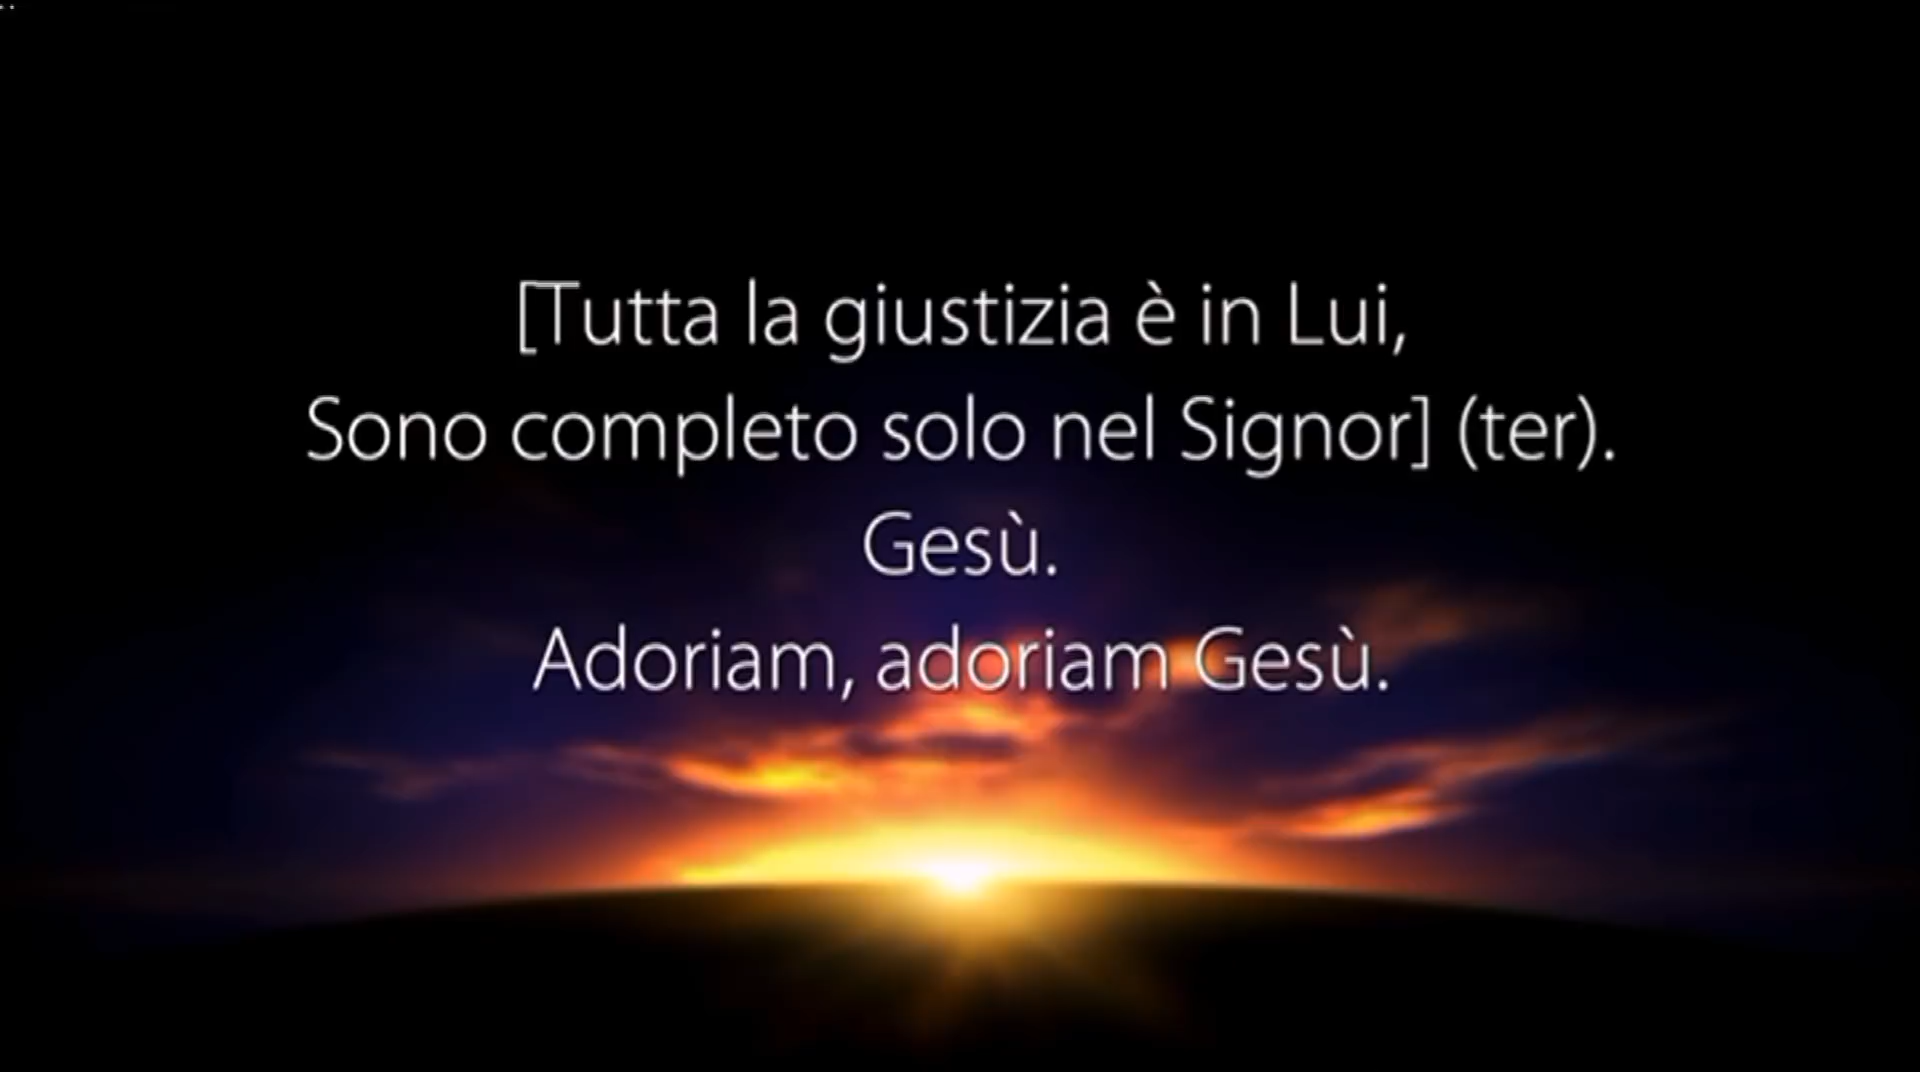 [Tutta la giustizia è in Lui,
Sono completo solo nel Signor] (ter).
Gesù.
Adoriam, adoriam Gesù.